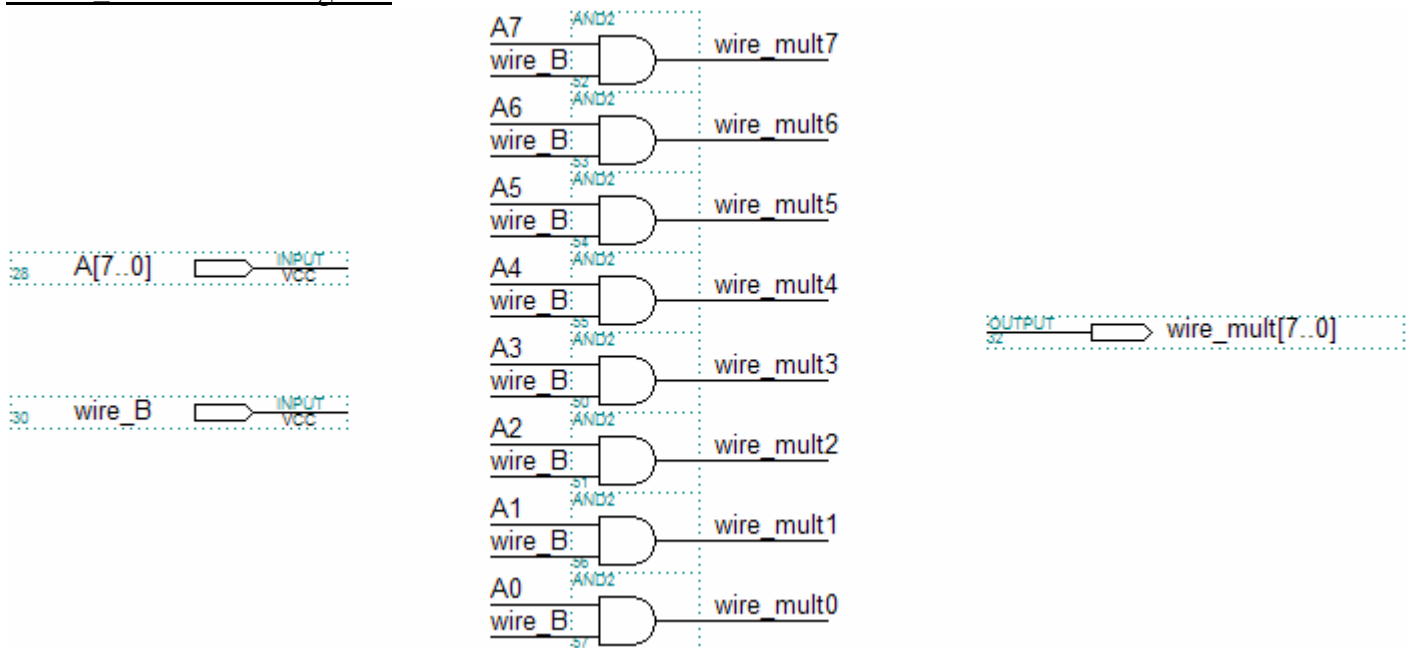 AND2
A7
wire_B
wire_mult7
52
AND2
A6
wire_B
wire_mult6
53
AND2
A5
wire_B
wire_mult5
54
28 A[7..0] INPUT
VCC
AND2
A4
wire_B
wire_mult4
55
OUTPUT
32
wire_mult[7..0]
AND2
A3
wire_B
wire_mult3
50
30 wire_B INPUT
VCC
AND2
A2
wire_B
wire_mult2
51
AND2
A1
wire_B
wire_mult1
56
AND2
A0
wire_B
wire_mult0
57